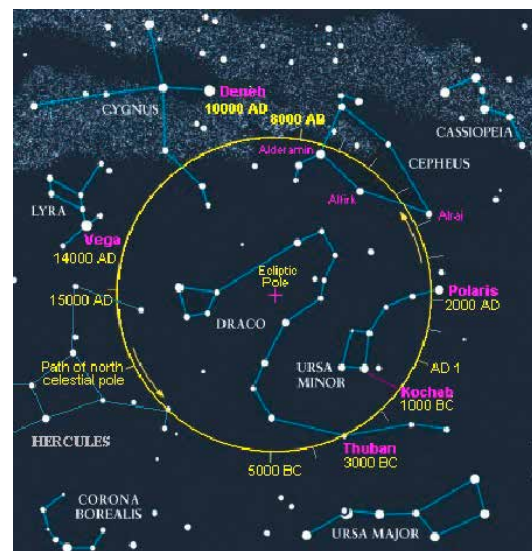 Deneb
10000 AD
CYGNUS
8000 AD
CASSIOPEIA
Alderamin
CEPHEUS
Alfirk
LYRA
Alrai
Vega
14000 AD
Ecliptic
Pole
Polaris
2000 AD
15000 AD
DRACO
Path of north
celestial pole
URSA
MINOR
AD 1
Kochab
1000 BC
HERCULES
Thuban
3000 BC
5000 BC
CORONA
BOREALIS
URSA MAJOR